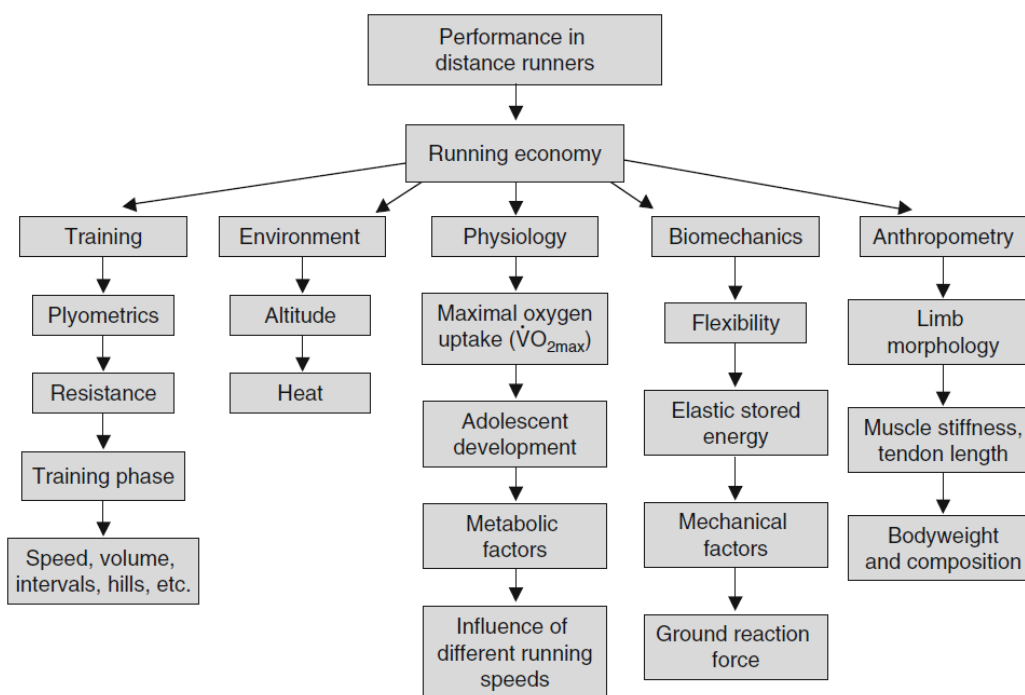 Performance in
distance runners
Running economy
Training
Environment
Physiology
Biomechanics
Anthropometry
Plyometrics
Altitude
Maximal oxygen
uptake (V̇O2max)
Flexibility
Limb
morphology
Resistance
Heat
Adolescent
development
Elastic stored
energy
Muscle stiffness,
tendon length
Training phase
Metabolic
factors
Mechanical
factors
Bodyweight
and composition
Speed, volume,
intervals, hills, etc.
Influence of
different running
speeds
Ground reaction
force